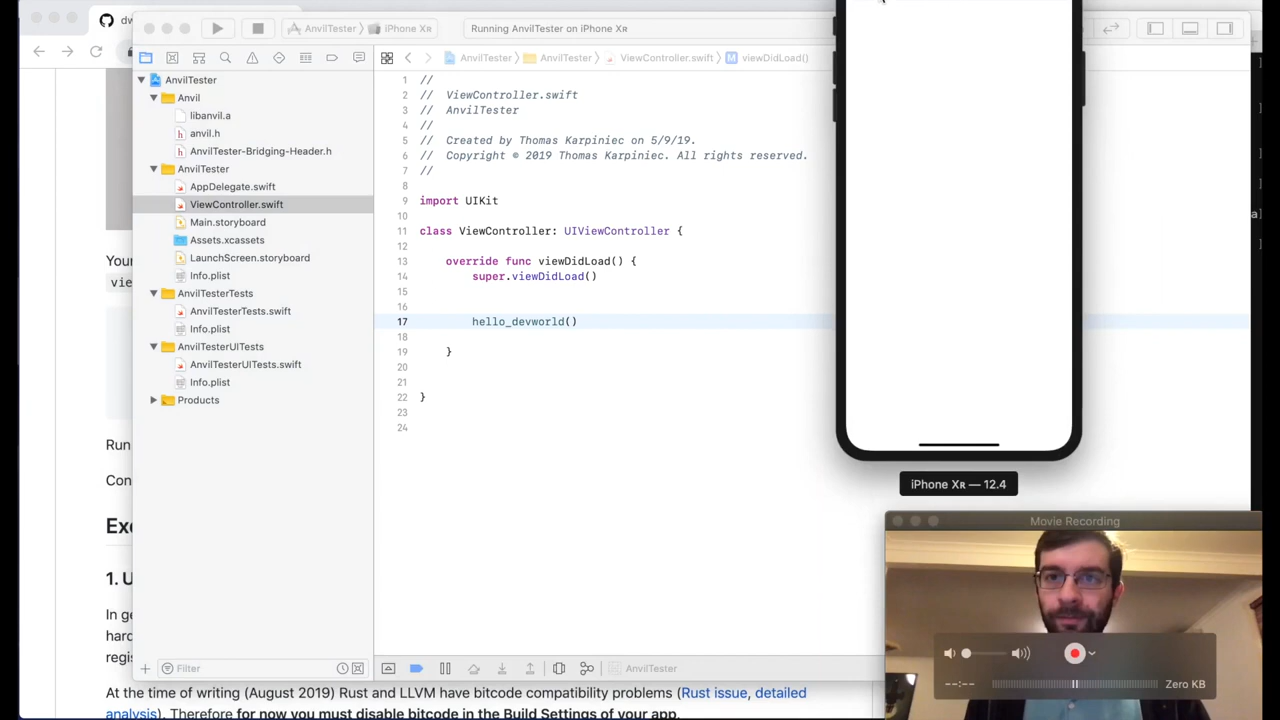 dw
AnvilTester
iPhone XR
Running AnvilTester on iPhone XR
AnvilTester
AnvilTester
ViewController.swift
M
viewDidLoad()
AnvilTester
Anvil
libanvil.a
anvil.h
AnvilTester-Bridging-Header.h
AnvilTester
AppDelegate.swift
ViewController.swift
Main.storyboard
Assets.xcassets
LaunchScreen.storyboard
Info.plist
AnvilTesterTests
AnvilTesterTests.swift
Info.plist
AnvilTesterUITests
AnvilTesterUITests.swift
Info.plist
Products
Filter
1 //
2 // ViewController.swift
3 // AnvilTester
4 //
5 // Created by Thomas Karpiniec on 5/9/19.
6 // Copyright © 2019 Thomas Karpiniec. All rights reserved.
7 //
8
9 import UIKit
10
11 class ViewController: UIViewController {
12
13 override func viewDidLoad() {
14 super.viewDidLoad()
15
16
17 hello_devworld()
18
19 }
20
21
22 }
23
24
AnvilTester
iPhone XR — 12.4
Movie Recording
--:--
Zero KB
You
vie
Run
Con
Exe
1. U
In ge
hard
regi
At the time of writing (August 2019) Rust and LLVM have bitcode compatibility problems (Rust issue, detailed
analysis). Therefore for now you must disable bitcode in the Build Settings of your app.